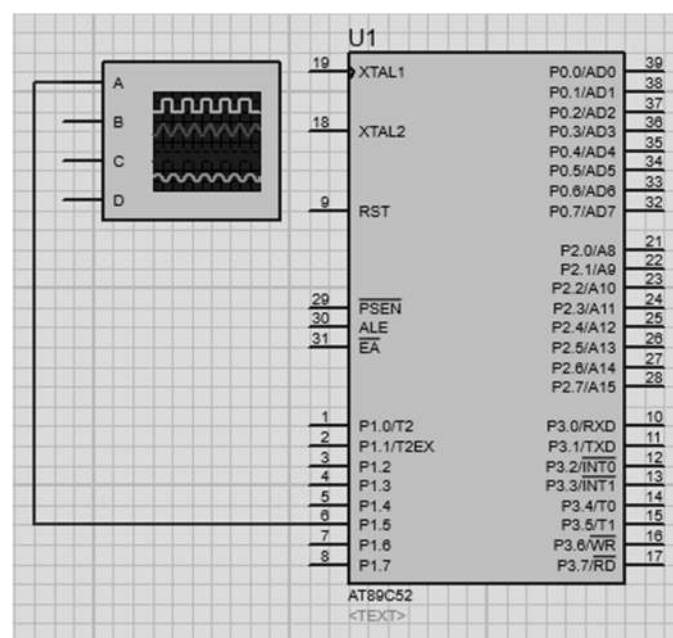 U1
A
B
C
D
19 XTAL1
18 XTAL2
9 RST
29 PSEN
30 ALE
31 EA
1 P1.0/T2
2 P1.1/T2EX
3 P1.2
4 P1.3
5 P1.4
6 P1.5
7 P1.6
8 P1.7
P0.0/AD0 39
P0.1/AD1 38
P0.2/AD2 37
P0.3/AD3 36
P0.4/AD4 35
P0.5/AD5 34
P0.6/AD6 33
P0.7/AD7 32
P2.0/A8 21
P2.1/A9 22
P2.2/A10 23
P2.3/A11 24
P2.4/A12 25
P2.5/A13 26
P2.6/A14 27
P2.7/A15 28
P3.0/RXD 10
P3.1/TXD 11
P3.2/INT0 12
P3.3/INT1 13
P3.4/T0 14
P3.5/T1 15
P3.6/WR 16
P3.7/RD 17
AT89C52
<TEXT>